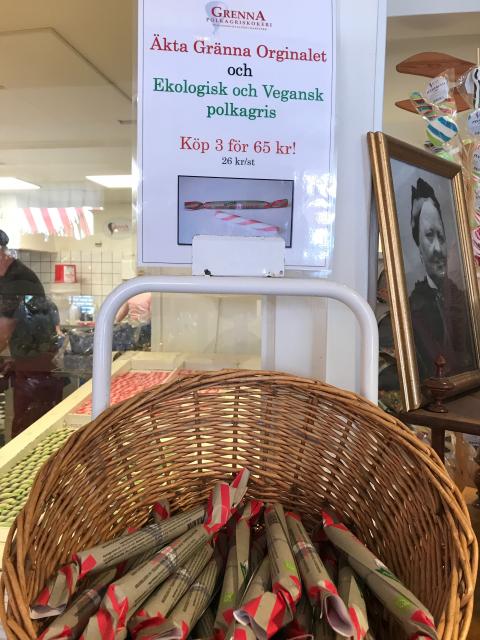 GRENNA
POLKAGRISKOKERI
Äkta Gränna Orginalet
och
Ekologisk och Vegansk
polkagris
Köp 3 för 65 kr!
26 kr/st